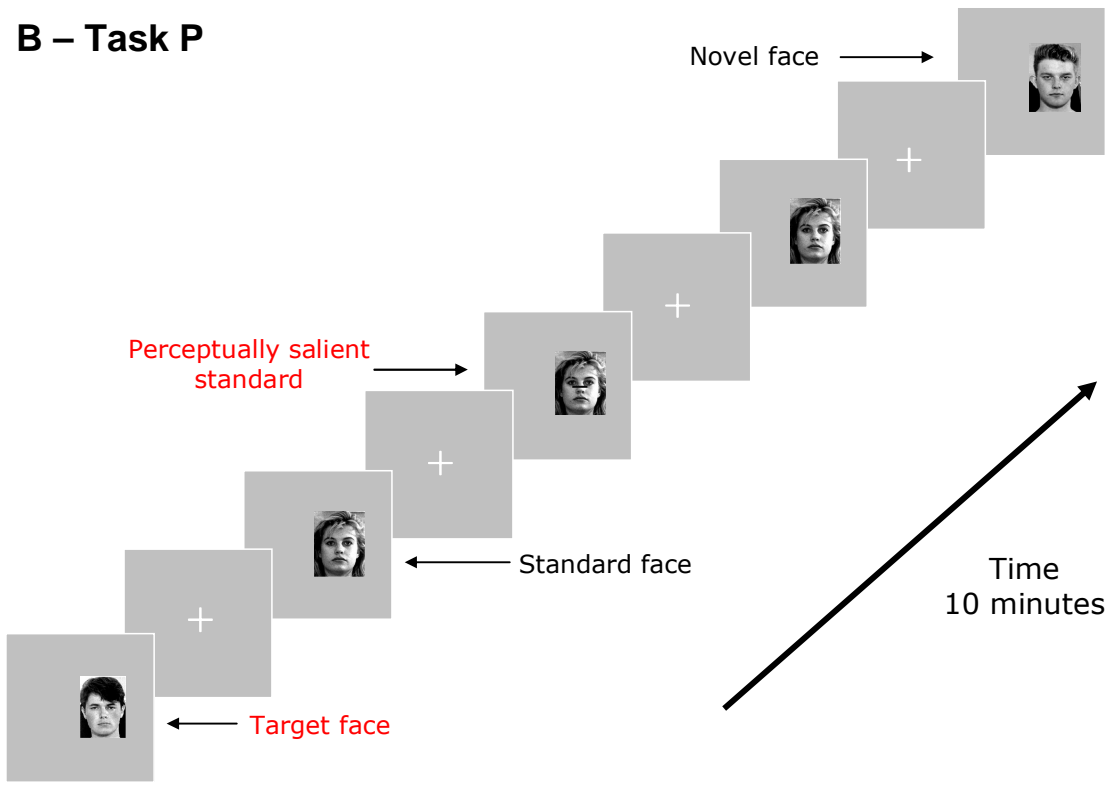 B – Task P
Novel face
Perceptually salient
standard
Standard face
Time
10 minutes
Target face